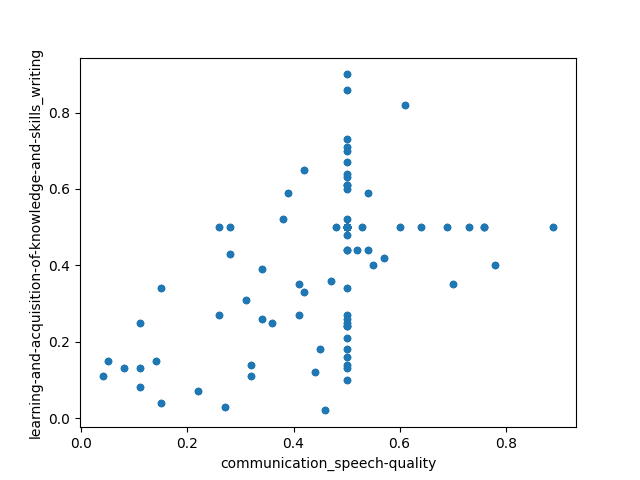 learning-and-acquisition-of-knowledge-and-skills_writing
0.8
0.6
0.4
0.2
0.0
0.0 0.2 0.4 0.6 0.8
communication_speech-quality